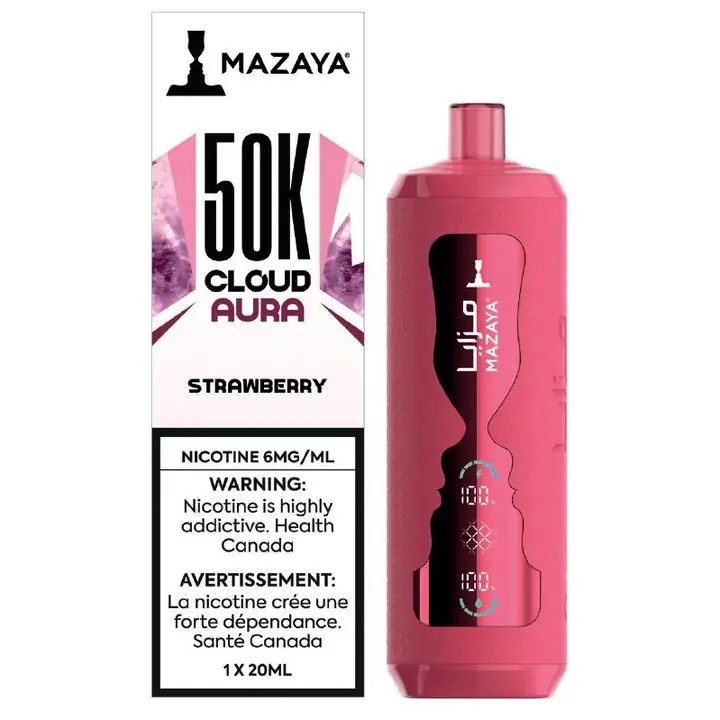 MAZAYA®
50K
CLOUD
AURA
STRAWBERRY
NICOTINE 6MG/ML
WARNING:
Nicotine is highly
addictive. Health
Canada
AVERTISSEMENT:
La nicotine crée une
forte dépendance.
Santé Canada
1 X 20ML
مزايا
MAZAYA®
100%
100%